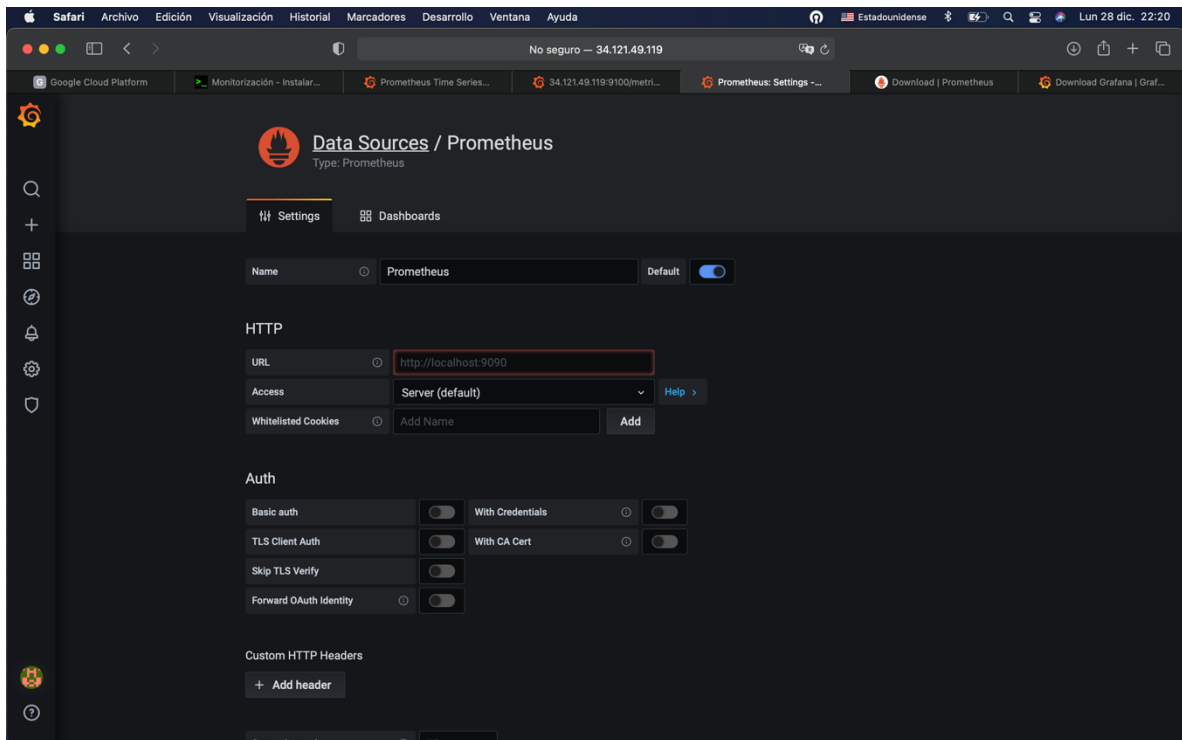 Safari Archivo Edición Visualización Historial Marcadores Desarrollo Ventana Ayuda Estadounidense Lun 28 dic. 22:20
No seguro — 34.121.49.119
Google Cloud Platform >_ Monitorización - Instalar... Prometheus Time Series... 34.121.49.119:9100/metri... Prometheus: Settings -... Download | Prometheus Download Grafana | Graf...
Data Sources / Prometheus
Type: Prometheus
Settings Dashboards
Name Prometheus Default
HTTP
URL http://localhost:9090
Access Server (default) Help >
Whitelisted Cookies Add Name Add
Auth
Basic auth With Credentials
TLS Client Auth With CA Cert
Skip TLS Verify
Forward OAuth Identity
Custom HTTP Headers
+ Add header